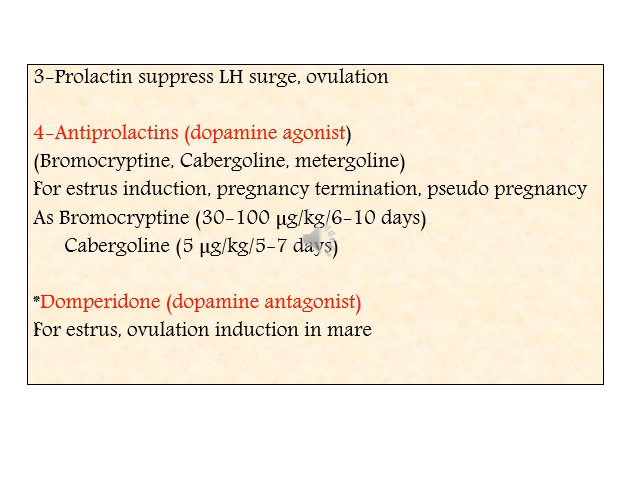 3-Prolactin suppress LH surge, ovulation
4-Antiprolactins (dopamine agonist)
(Bromocryptine, Cabergoline, metergoline)
For estrus induction, pregnancy termination, pseudo pregnancy
As Bromocryptine (30-100 µg/kg/6-10 days)
Cabergoline (5 µg/kg/5-7 days)
*Domperidone (dopamine antagonist)
For estrus, ovulation induction in mare